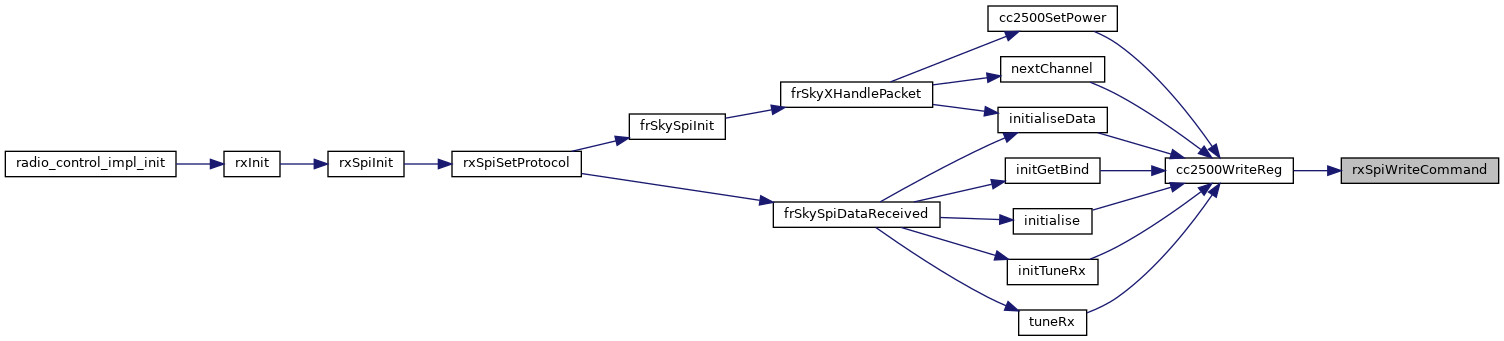 radio_control_impl_init
rxInit
rxSpiInit
rxSpiSetProtocol
frSkySpiInit
frSkySpiDataReceived
frSkyXHandlePacket
cc2500SetPower
nextChannel
initialiseData
initGetBind
initialise
initTuneRx
tuneRx
cc2500WriteReg
rxSpiWriteCommand